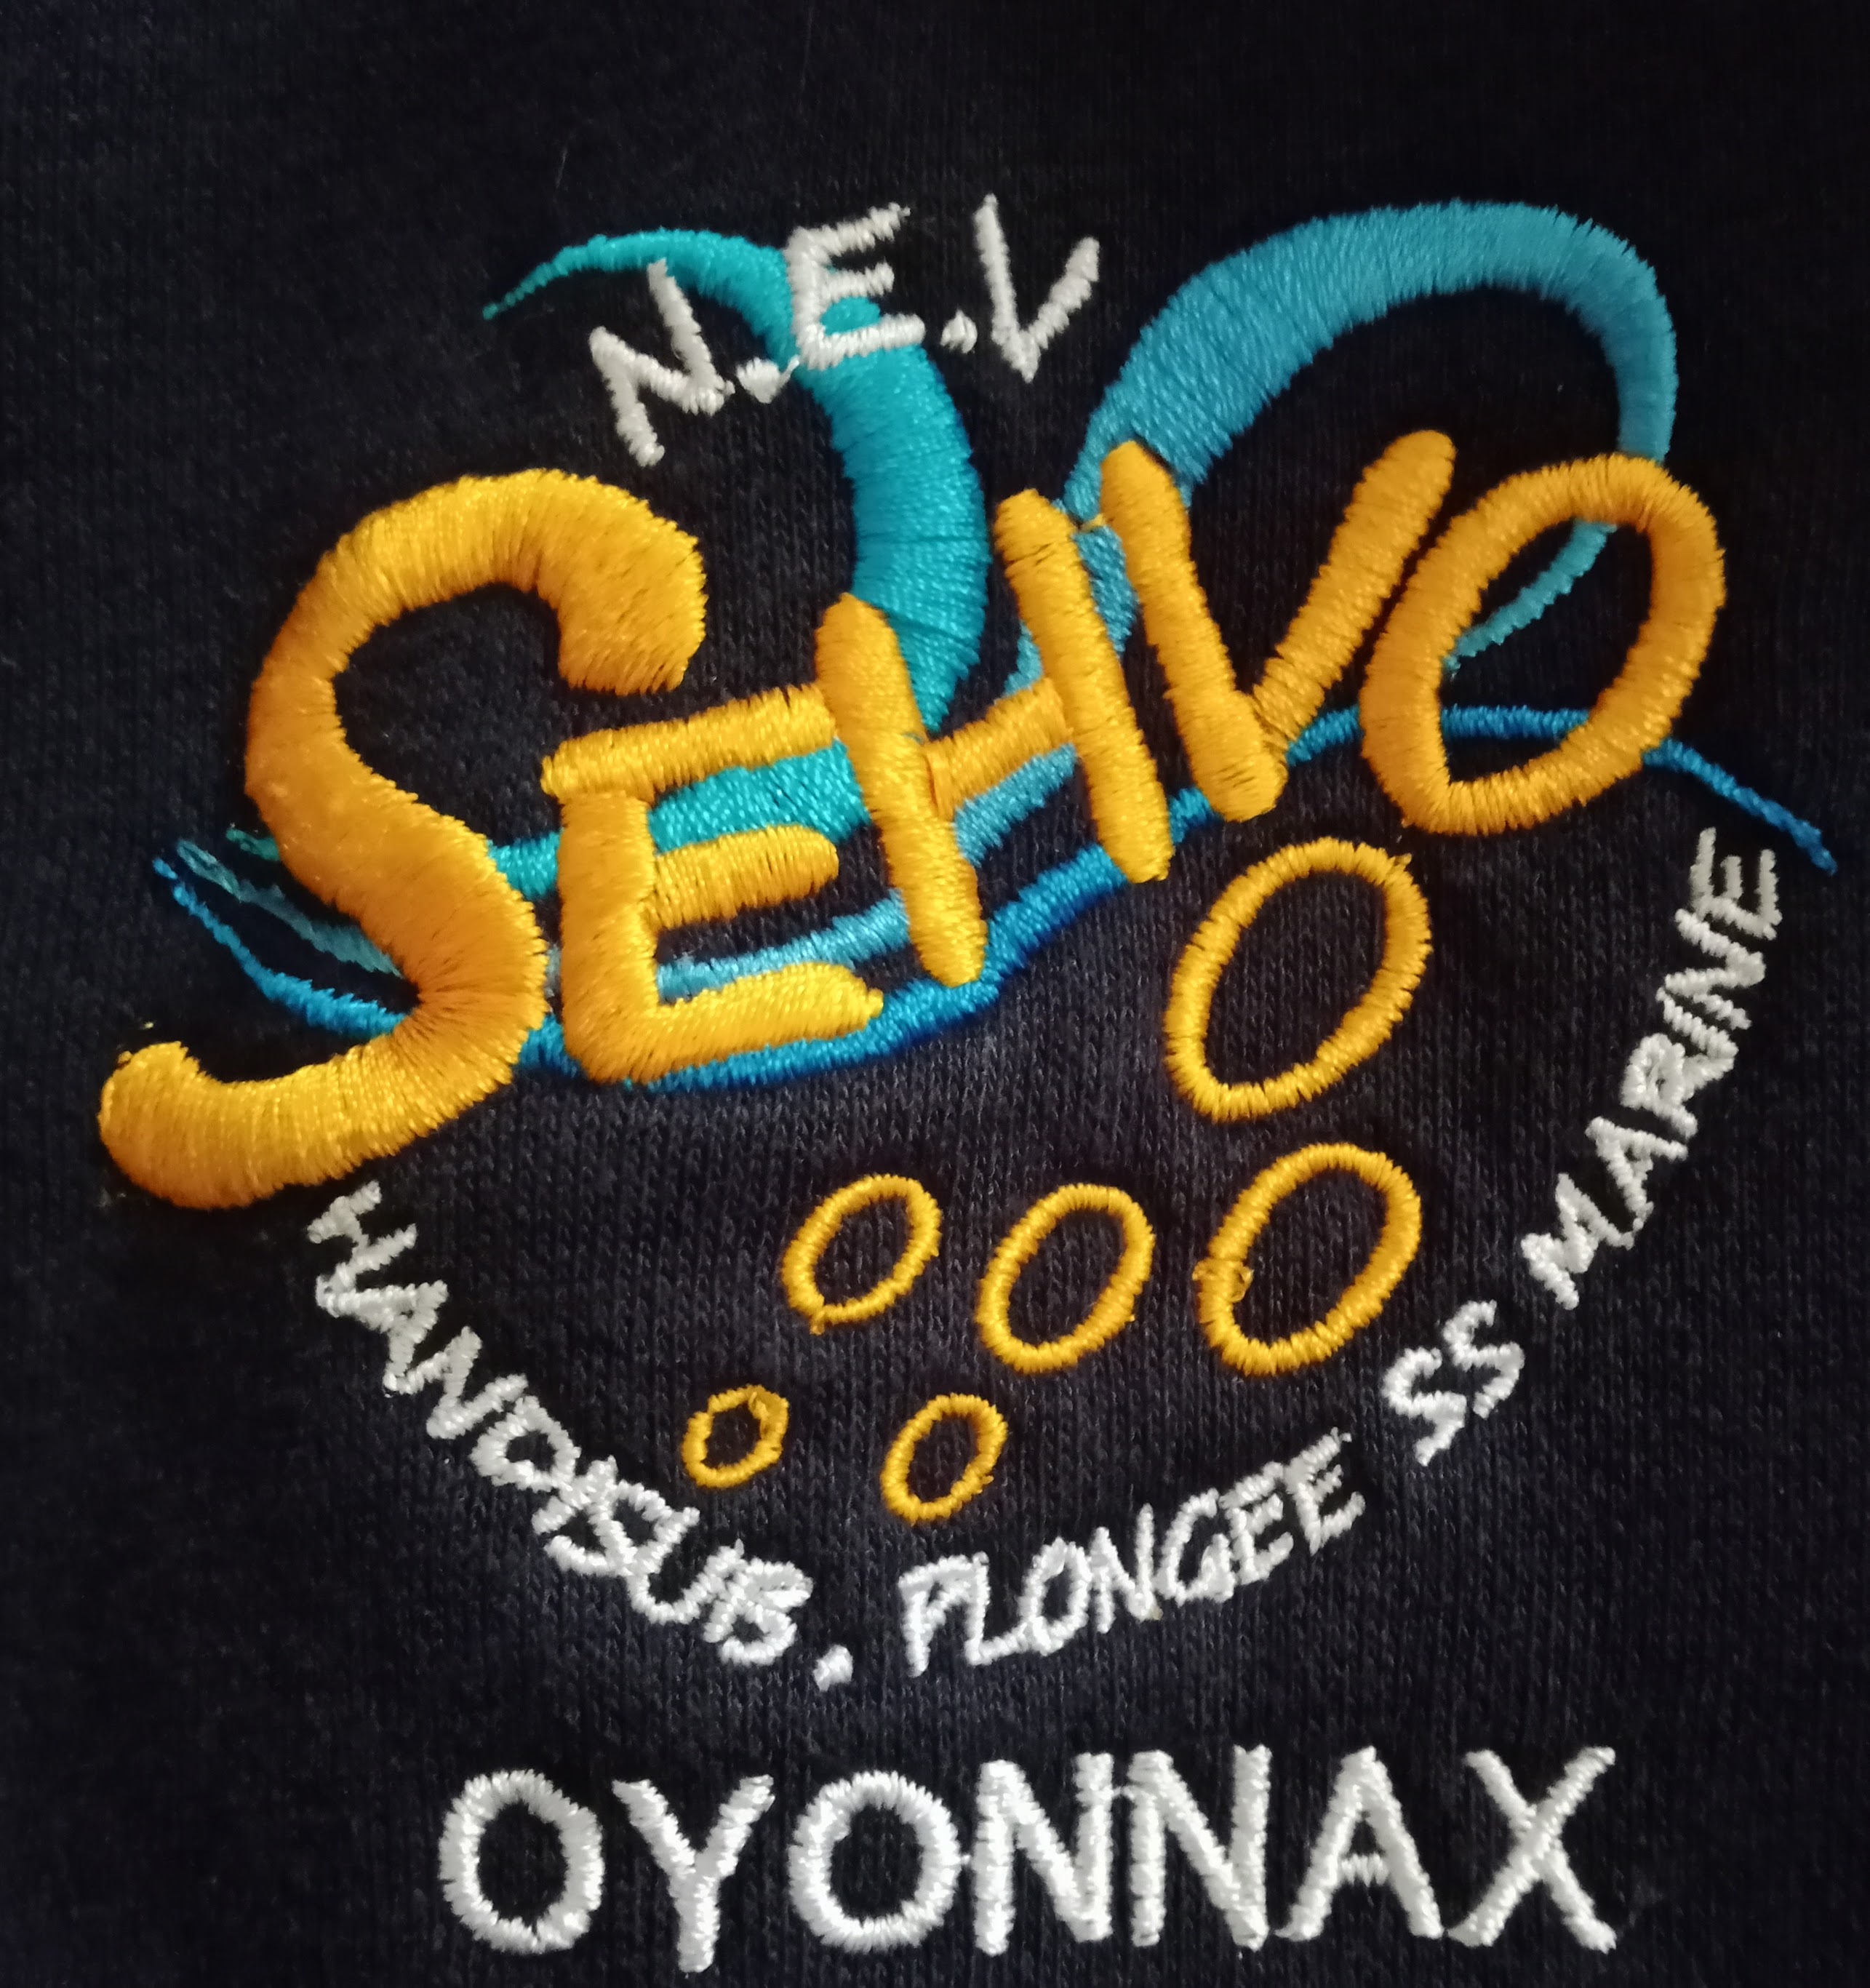 N.E.V
SEHVO
HANDISUB. PLONGEE SS MARINE
OYONNAX